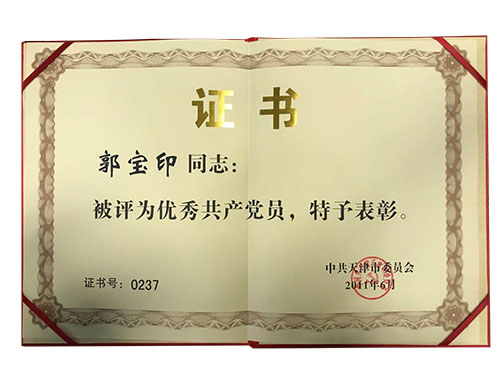 证书
郭宝印同志：
被评为优秀共产党员，特予表彰。
中共天津市委员会
2011年6月
证书号：0237